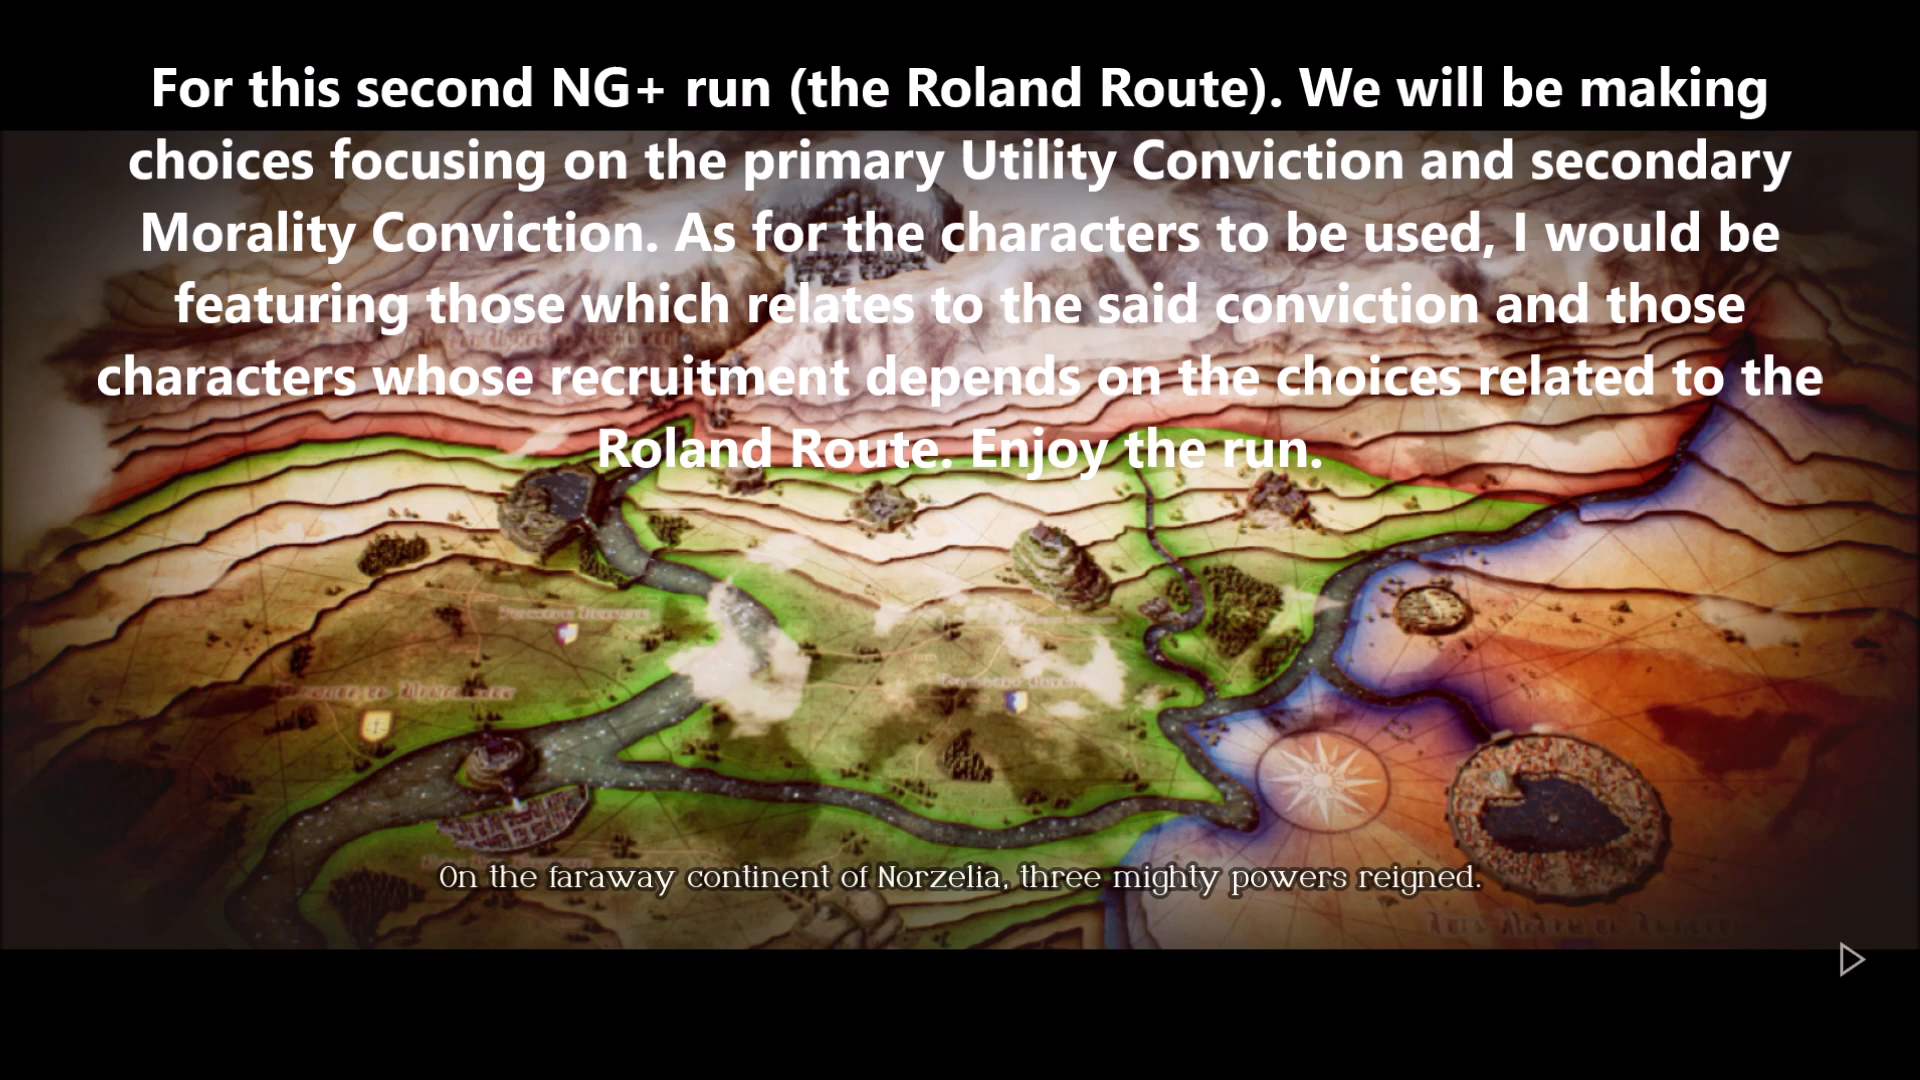 For this second NG+ run (the Roland Route). We will be making
choices focusing on the primary Utility Conviction and secondary
Morality Conviction. As for the characters to be used, I would be
featuring those which relates to the said conviction and those
characters whose recruitment depends on the choices related to the
Roland Route. Enjoy the run.
On the faraway continent of Norzelia, three mighty powers reigned.